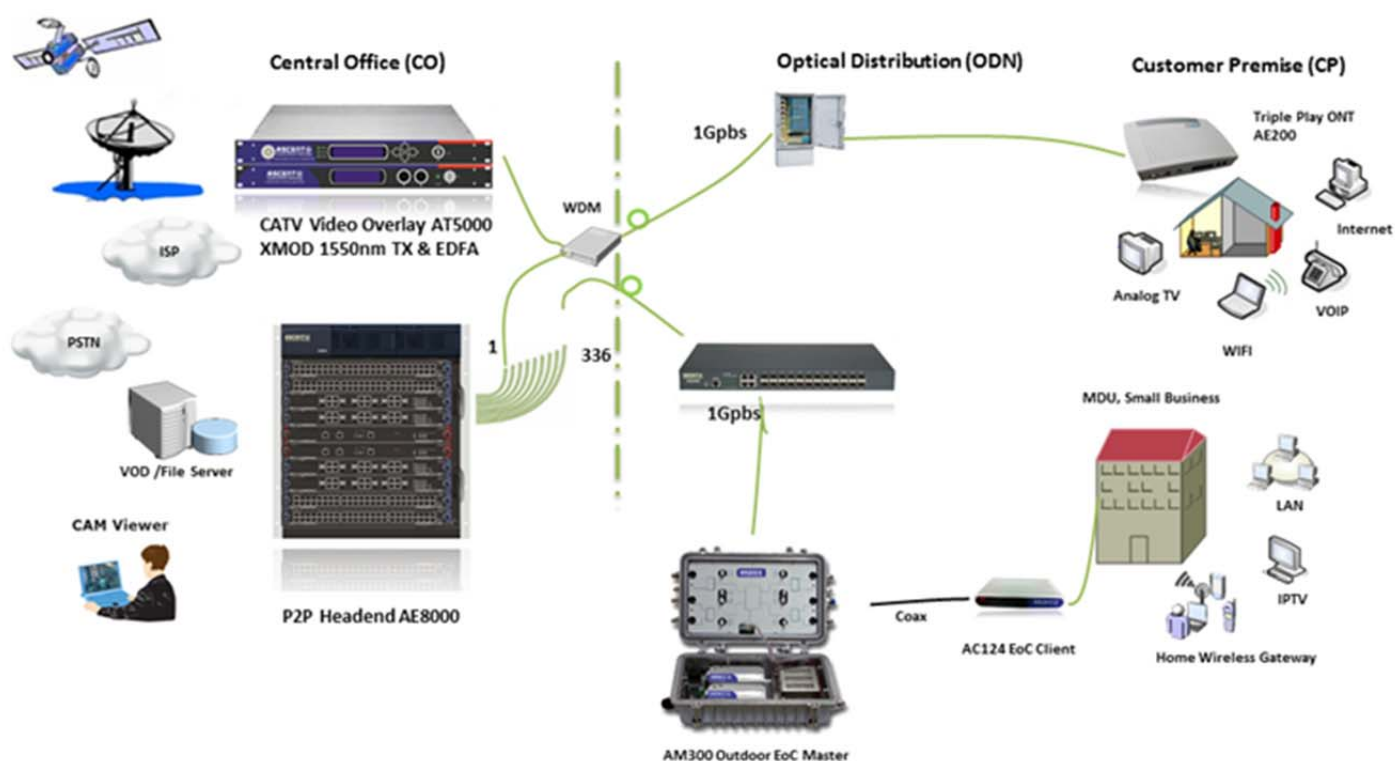 Central Office (CO)
Optical Distribution (ODN)
Customer Premise (CP)
Triple Play ONT
AE200
1Gpbs
WDM
CATV Video Overlay AT5000
XMOD 1550nm TX & EDFA
ISP
Internet
Analog TV
VOIP
WIFI
PSTN
1
336
1Gpbs
MDU, Small Business
VOD /File Server
LAN
CAM Viewer
IPTV
P2P Headend AE8000
Coax
AC124 EoC Client
Home Wireless Gateway
AM300 Outdoor EoC Master